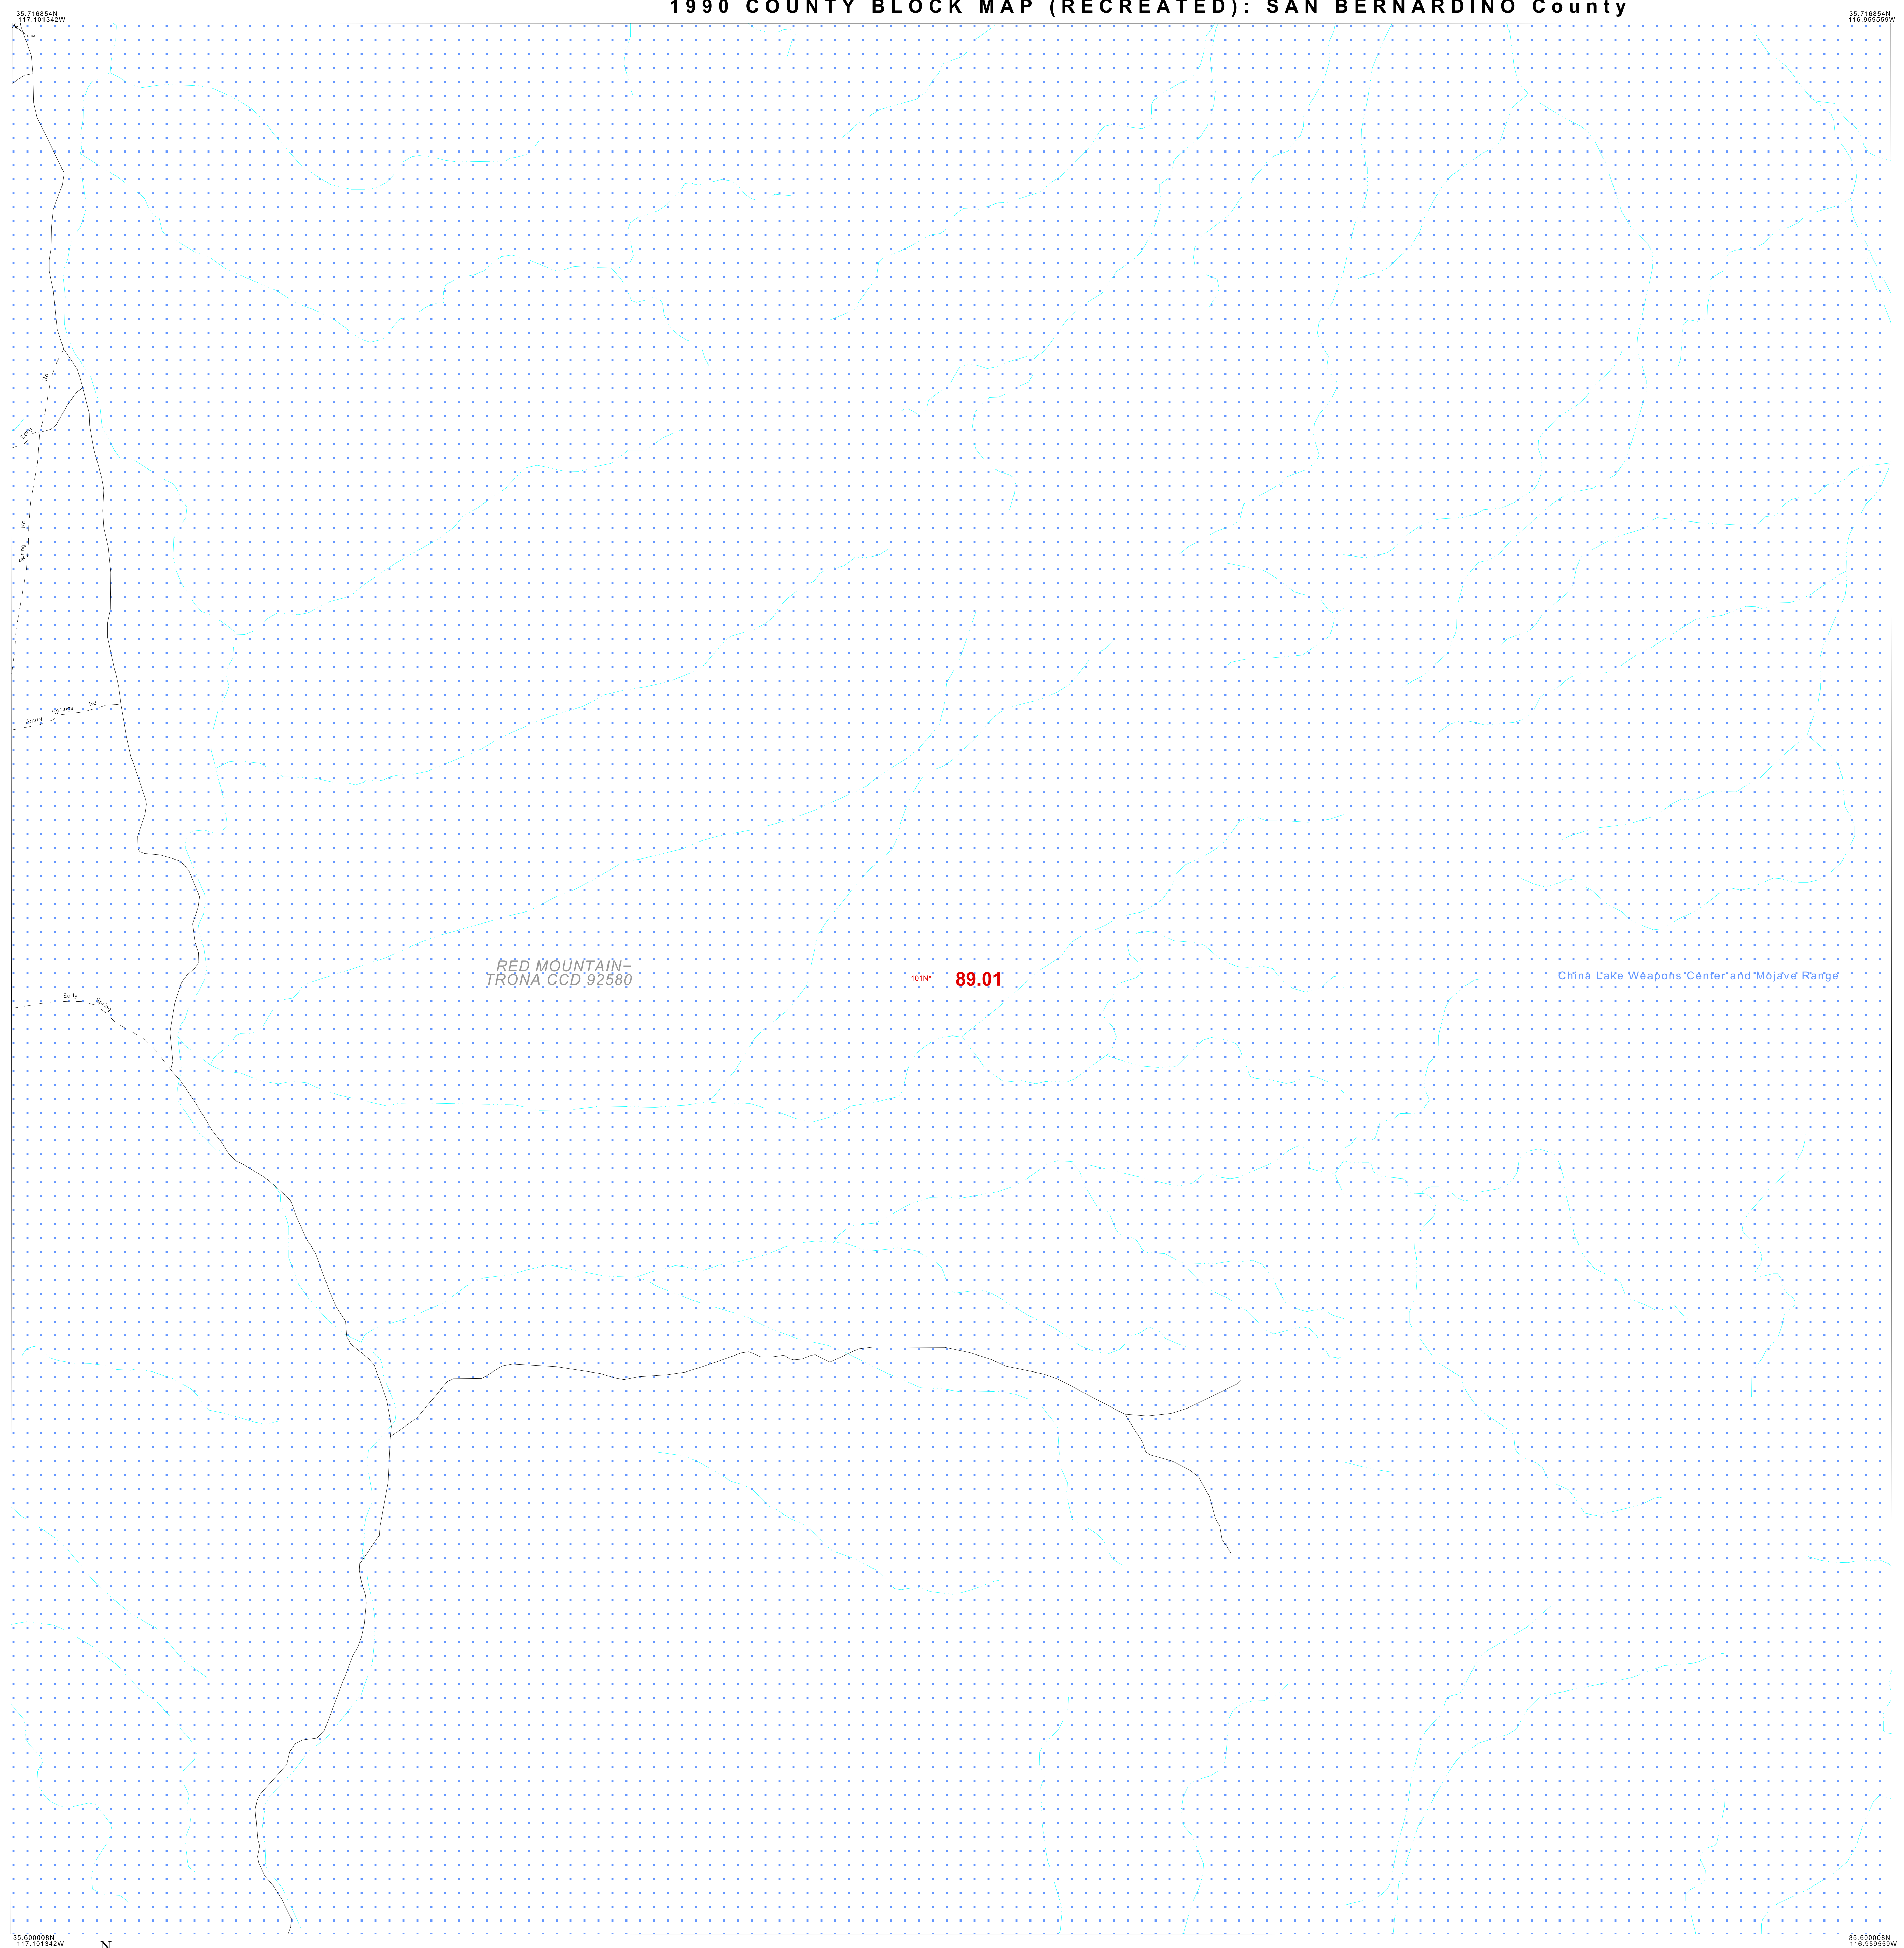 1990 COUNTY BLOCK MAP (RECREATED): SAN BERNARDINO County
35.716854N
117.101342W
35.716854N
116.959559W
Rd
Early
Rd
Spring
Amity Springs Rd
RED MOUNTAIN-
TRONA CCD 92580
101N*
89.01
China Lake Weapons Center and Mojave Range
Early Spring
35.600008N
117.101342W
N
35.600008N
116.959559W